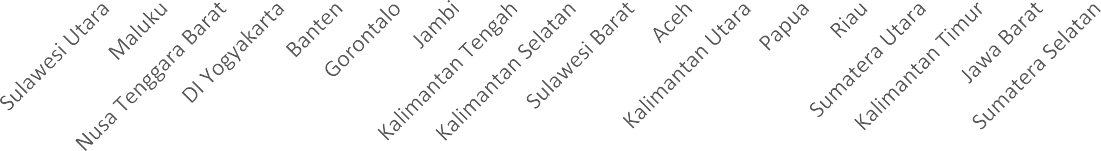 Sulawesi Utara
Maluku
Nusa Tenggara Barat
DI Yogyakarta
Banten
Gorontalo
Jambi
Kalimantan Tengah
Kalimantan Selatan
Sulawesi Barat
Aceh
Kalimantan Utara
Papua
Riau
Sumatera Utara
Kalimantan Timur
Jawa Barat
Sumatera Selatan